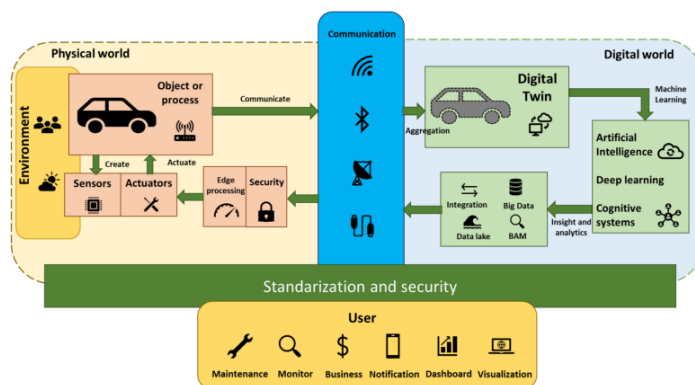 Physical world
Communication
Digital world
Environment
Object or
process
Communicate
Create
Actuate
Sensors
Actuators
Edge
processing
Security
Aggregation
Digital
Twin
Machine
Learning
Artificial
Intelligence
Deep learning
Cognitive
systems
Insight and
analytics
Integration
Big Data
Data lake
BAM
Standarization and security
User
Maintenance
Monitor
Business
Notification
Dashboard
Visualization